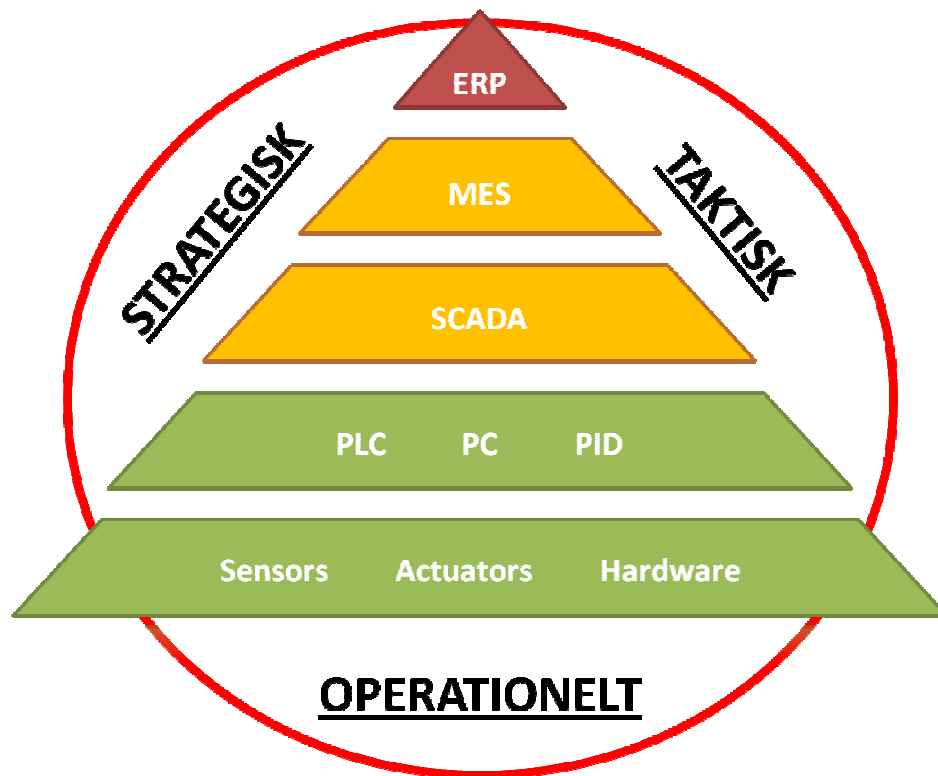 ERP
STRATEGISK
TAKTISK
MES
SCADA
PLC PC PID
Sensors Actuators Hardware
OPERATIONELT